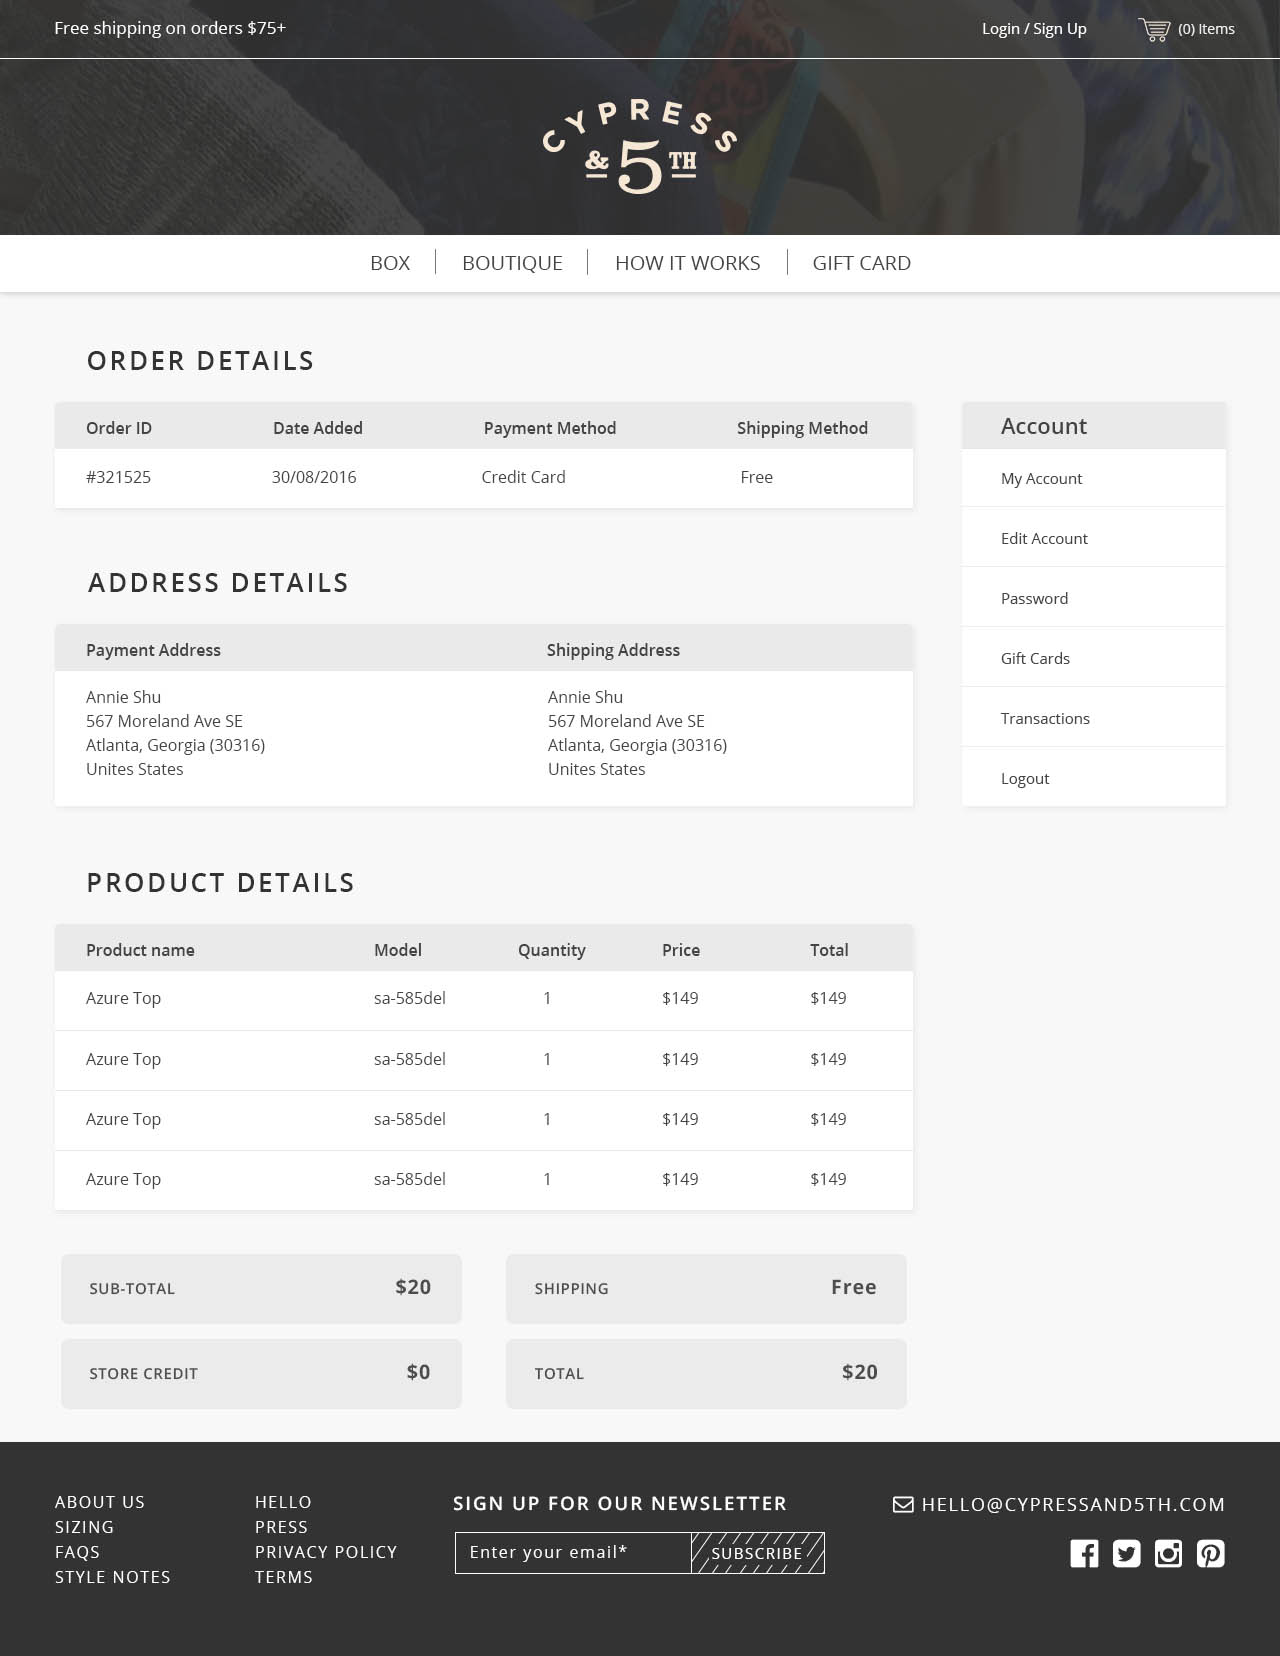 Free shipping on orders $75+
Login / Sign Up
(0) Items
CYPRESS
& 5TH
BOX
BOUTIQUE
HOW IT WORKS
GIFT CARD
ORDER DETAILS
Order ID Date Added Payment Method Shipping Method
#321525 30/08/2016 Credit Card Free
Account
My Account
Edit Account
Password
Gift Cards
Transactions
Logout
ADDRESS DETAILS
Payment Address Shipping Address
Annie Shu Annie Shu
567 Moreland Ave SE 567 Moreland Ave SE
Atlanta, Georgia (30316) Atlanta, Georgia (30316)
Unites States Unites States
PRODUCT DETAILS
Product name Model Quantity Price Total
Azure Top sa-585del 1 $149 $149
Azure Top sa-585del 1 $149 $149
Azure Top sa-585del 1 $149 $149
Azure Top sa-585del 1 $149 $149
SUB-TOTAL $20
SHIPPING Free
STORE CREDIT $0
TOTAL $20
ABOUT US
SIZING
FAQS
STYLE NOTES
HELLO
PRESS
PRIVACY POLICY
TERMS
SIGN UP FOR OUR NEWSLETTER
Enter your email*
SUBSCRIBE
HELLO@CYPRESSAND5TH.COM